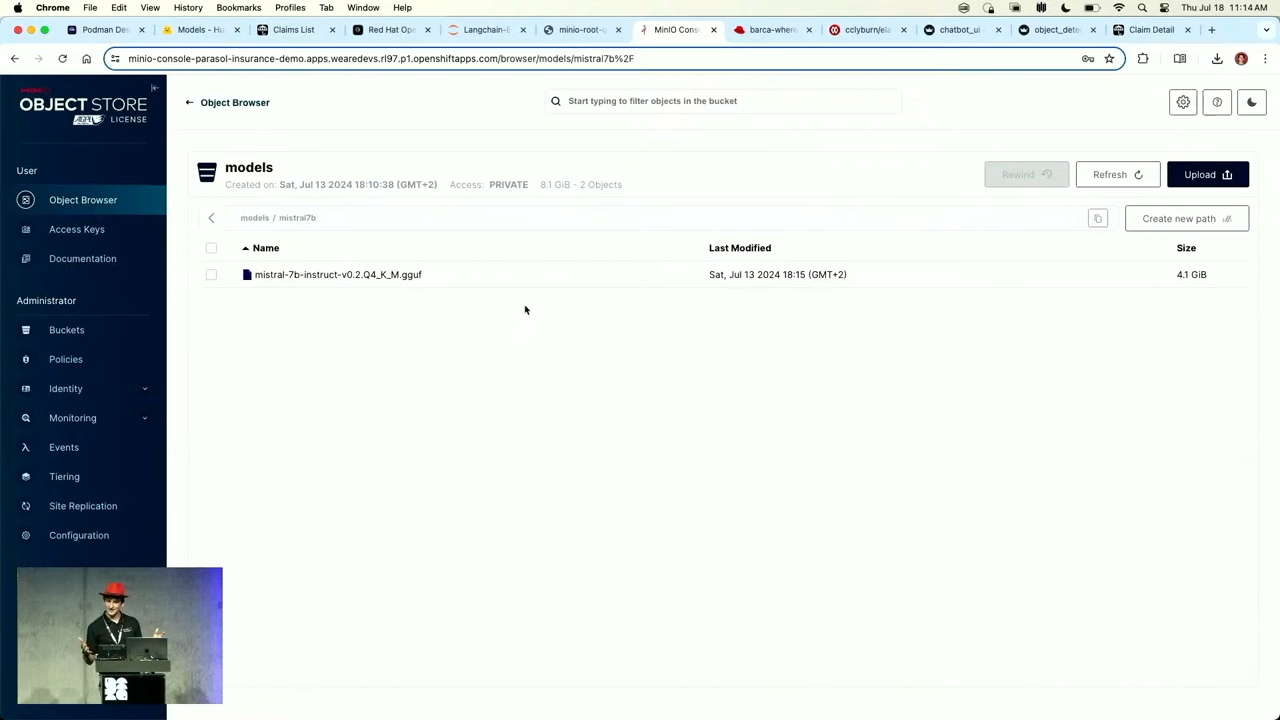 Chrome File Edit View History Bookmarks Profiles Tab Window Help Thu Jul 18 11:14 AM
Podman Des Models - Hu Claims List Red Hat Ope Langchain- minio-root-u MinIO Cons barca-where cclyburn/ela chatbot_ui object_dete Claim Detail
minio-console-parasol-insurance-demo.apps.wearedevs.rl97.p1.openshiftapps.com/browser/models/mistral7b%2F
OBJECT STORE
LICENSE
Object Browser
Start typing to filter objects in the bucket
User
Object Browser
Access Keys
Documentation
Administrator
Buckets
Policies
Identity
Monitoring
Events
Tiering
Site Replication
Configuration
models
Created on: Sat, Jul 13 2024 18:10:38 (GMT+2) Access: PRIVATE 8.1 GiB - 2 Objects
Rewind Refresh Upload
models / mistral7b
Create new path
Name Last Modified Size
mistral-7b-instruct-v0.2.Q4_K_M.gguf Sat, Jul 13 2024 18:15 (GMT+2) 4.1 GiB